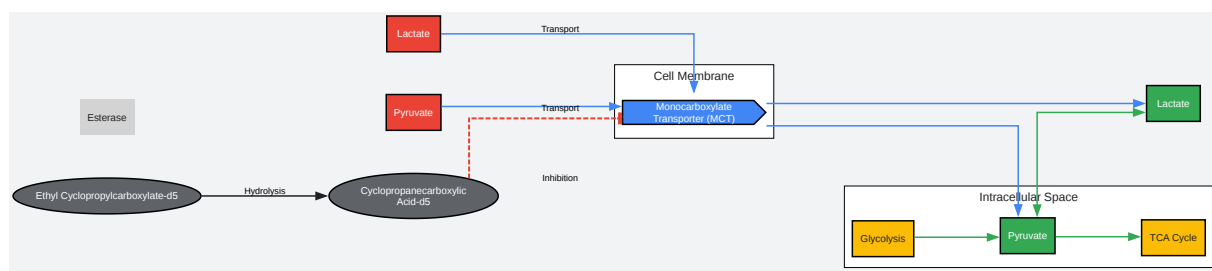 Lactate
Transport
Cell Membrane
Pyruvate
Transport
Monocarboxylate
Transporter (MCT)
Lactate
Esterase
Inhibition
Ethyl Cyclopropylcarboxylate-d5
Hydrolysis
Cyclopropanecarboxylic
Acid-d5
Intracellular Space
Glycolysis
Pyruvate
TCA Cycle